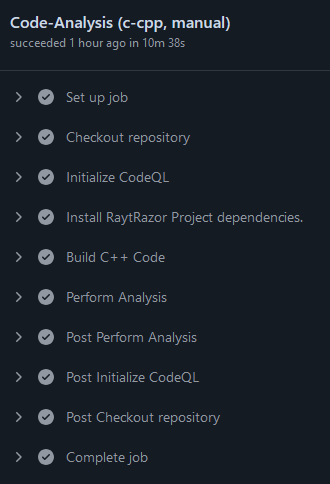 Code-Analysis (c-cpp, manual)
succeeded 1 hour ago in 10m 38s
Set up job
Checkout repository
Initialize CodeQL
Install RaytRazor Project dependencies.
Build C++ Code
Perform Analysis
Post Perform Analysis
Post Initialize CodeQL
Post Checkout repository
Complete job